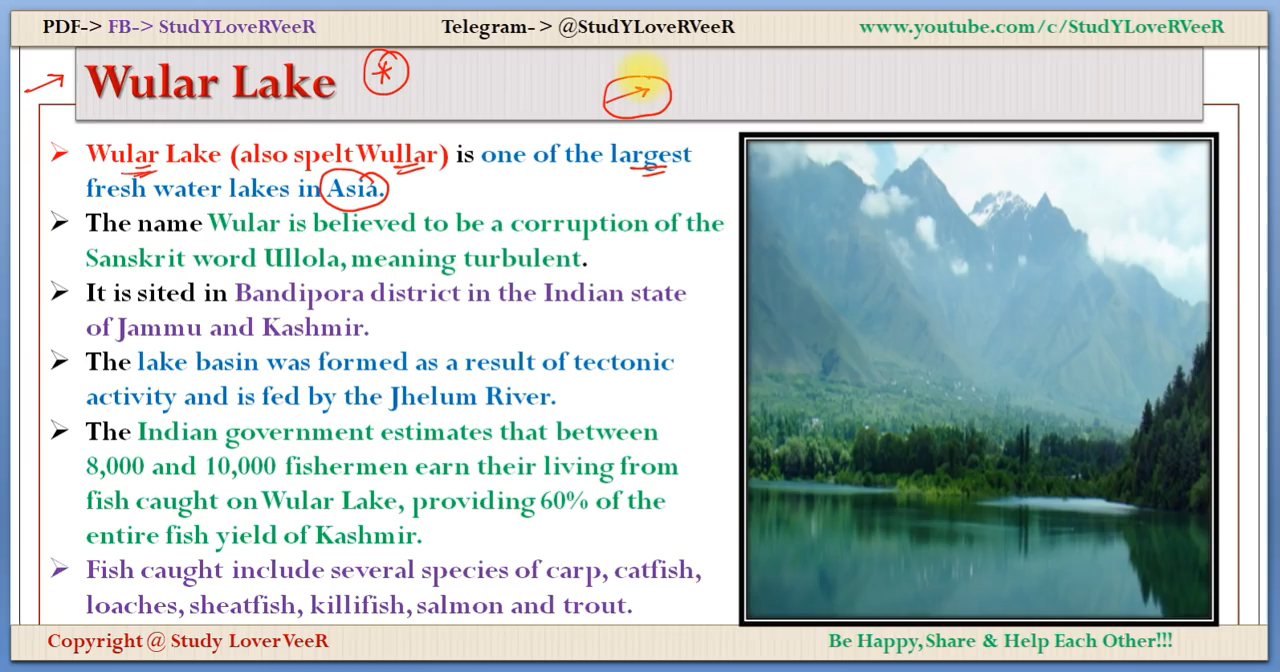 PDF-> FB-> StudYLoveRVeeR Telegram- > @StudYLoveRVeeR www.youtube.com/c/StudYLoveRVeeR
Wular Lake *
Wular Lake (also spelt Wullar) is one of the largest
fresh water lakes in Asia.
The name Wular is believed to be a corruption of the
Sanskrit word Ullola, meaning turbulent.
It is sited in Bandipora district in the Indian state
of Jammu and Kashmir.
The lake basin was formed as a result of tectonic
activity and is fed by the Jhelum River.
The Indian government estimates that between
8,000 and 10,000 fishermen earn their living from
fish caught on Wular Lake, providing 60% of the
entire fish yield of Kashmir.
Fish caught include several species of carp, catfish,
loaches, sheatfish, killifish, salmon and trout.
Copyright @ Study LoverVeeR Be Happy, Share & Help Each Other!!!